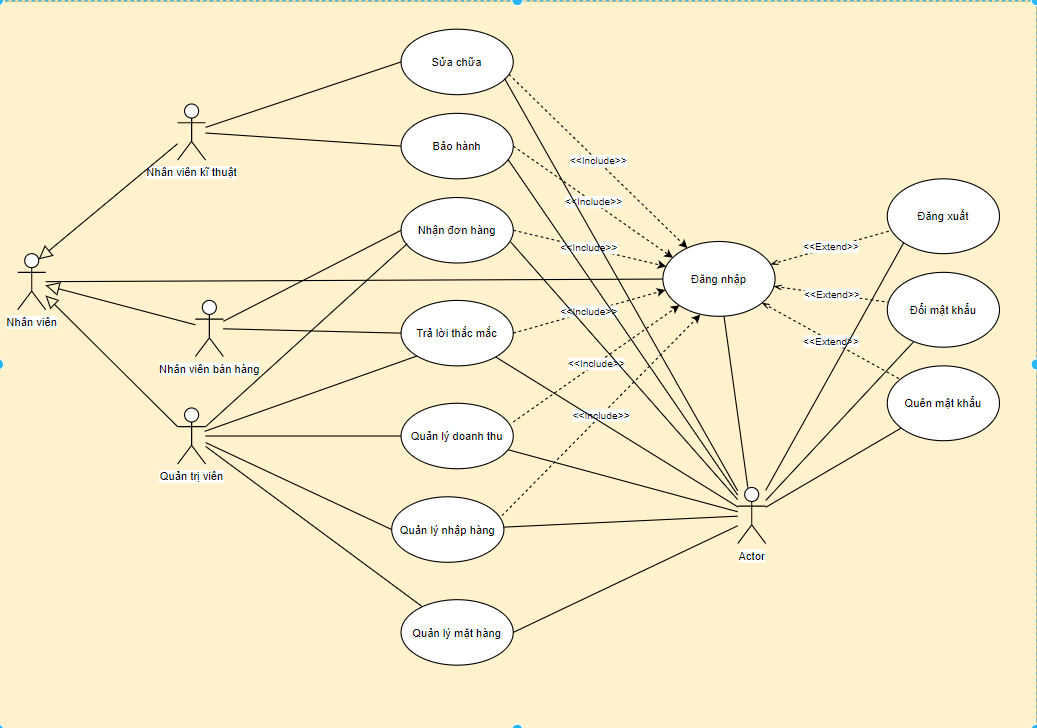 Sửa chữa
Nhân viên kĩ thuật
Bảo hành
<<Include>>
<<Include>>
Nhận đơn hàng
Đăng xuất
<<Include>>
<<Extend>>
Đăng nhập
<<Extend>>
Đổi mật khẩu
<<Include>>
Nhân viên
Trả lời thắc mắc
<<Extend>>
Nhân viên bán hàng
<<Include>>
Quên mật khẩu
<<Include>>
Quản lý doanh thu
Quản trị viên
Quản lý nhập hàng
Actor
Quản lý mặt hàng